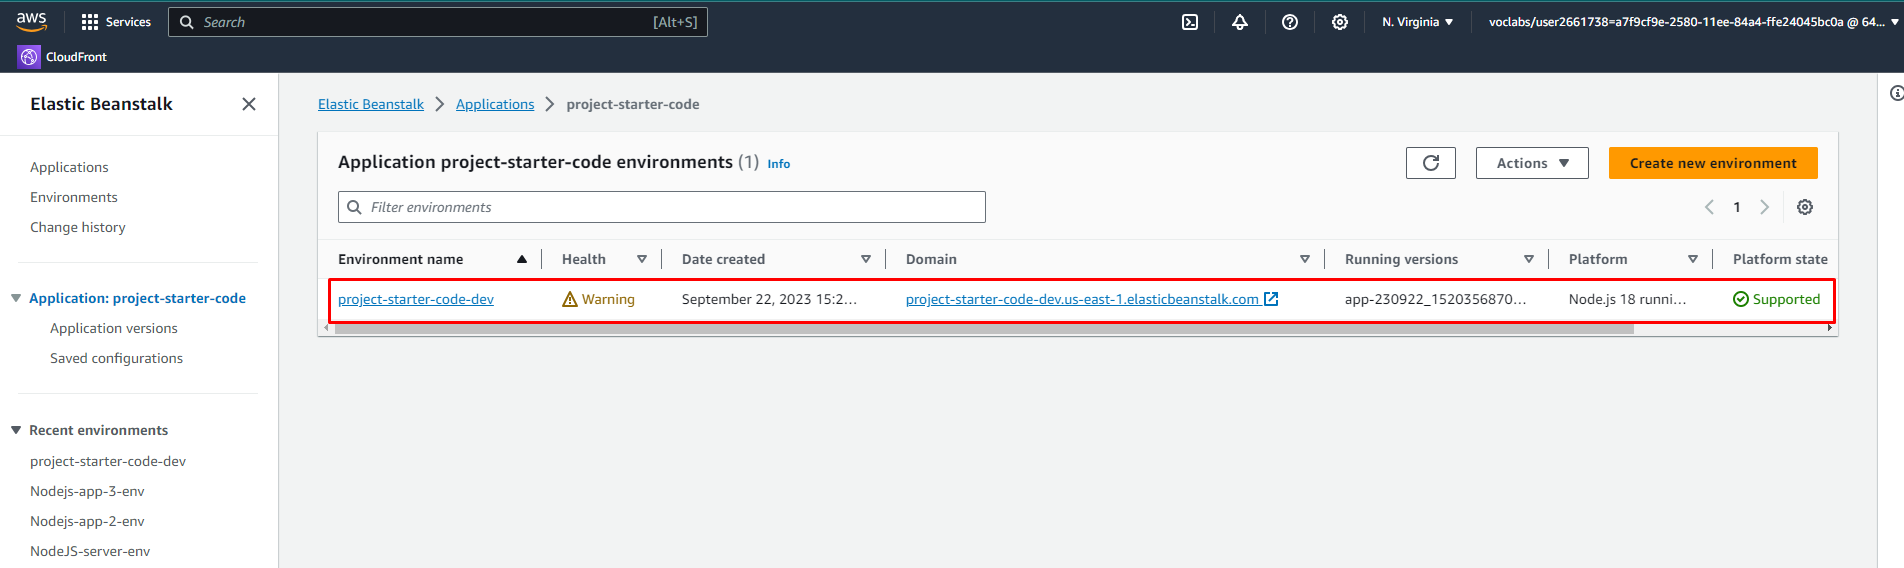 aws Services Search [Alt+S] N. Virginia voclabs/user2661738=a7f9cf9e-2580-11ee-84a4-ffe24045bc0a @ 64...
CloudFront
Elastic Beanstalk
Applications
Environments
Change history
Application: project-starter-code
Application versions
Saved configurations
Recent environments
project-starter-code-dev
Nodejs-app-3-env
Nodejs-app-2-env
NodeJS-server-env
Elastic Beanstalk Applications project-starter-code
Application project-starter-code environments (1) Info
Actions Create new environment
Filter environments 1
Environment name Health Date created Domain Running versions Platform Platform state
project-starter-code-dev Warning September 22, 2023 15:2... project-starter-code-dev.us-east-1.elasticbeanstalk.com app-230922_1520356870... Node.js 18 runni... Supported